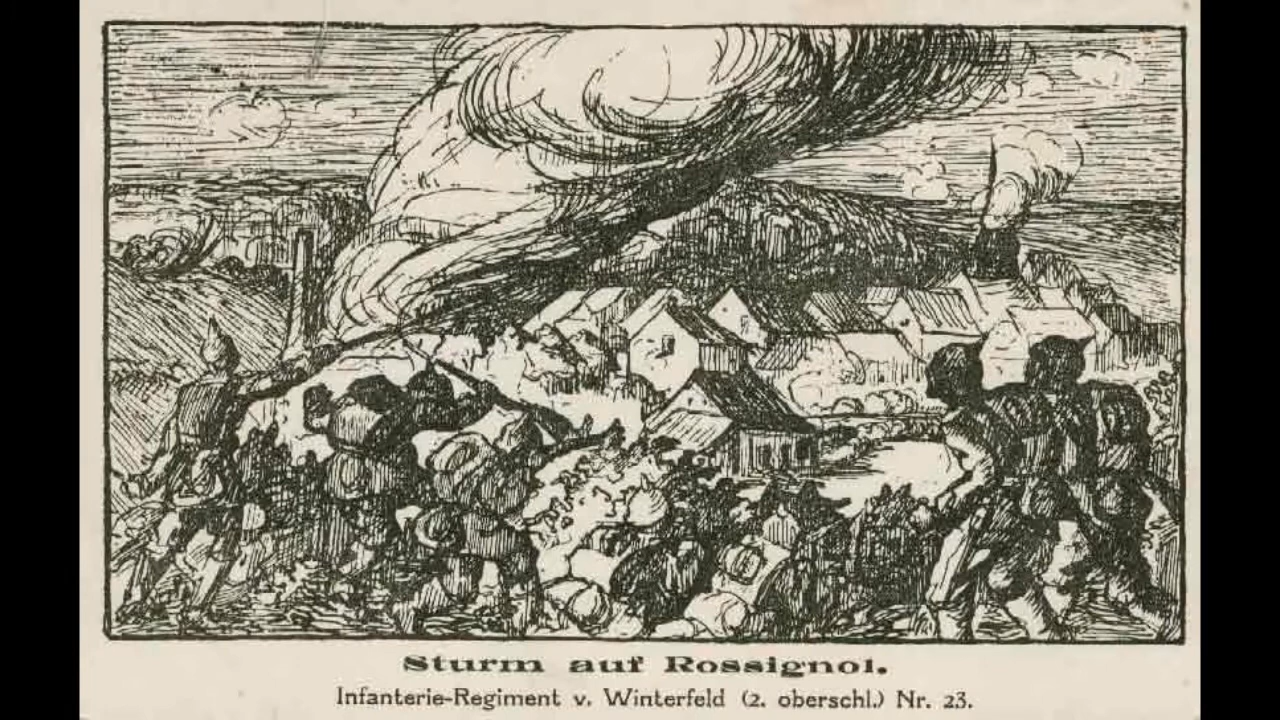 Sturm auf Rossignol.
Infanterie-Regiment v. Winterfeld (2. oberschl.) Nr. 23.